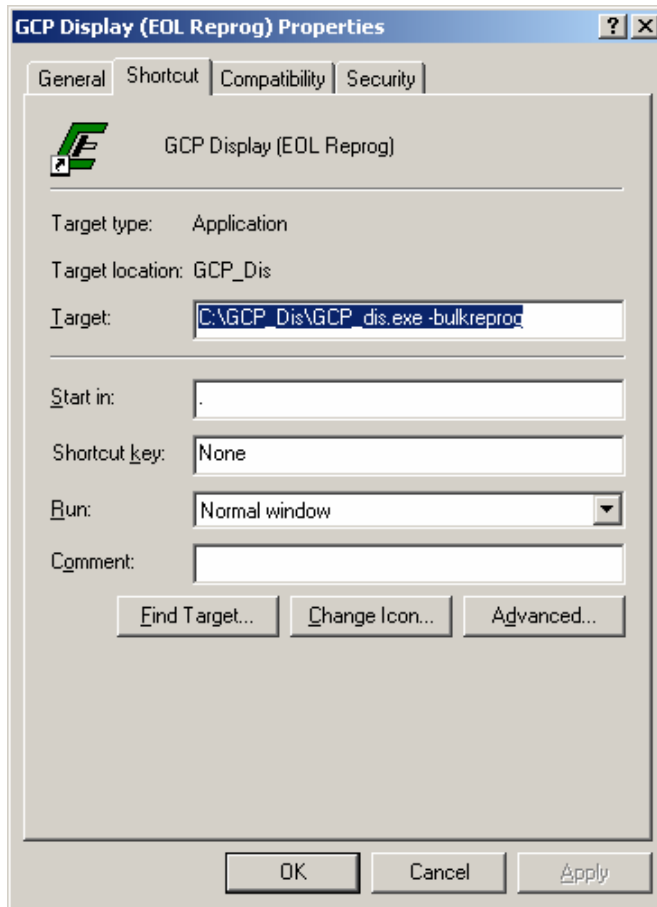 GCP Display (EOL Reprog) Properties
General Shortcut Compatibility Security
GCP Display (EOL Reprog)
Target type: Application
Target location: GCP_Dis
Target: C:\GCP_Dis\GCP_dis.exe -bulkreprog
Start in: .
Shortcut key: None
Run: Normal window
Comment:
Find Target... Change Icon... Advanced...
OK Cancel Apply